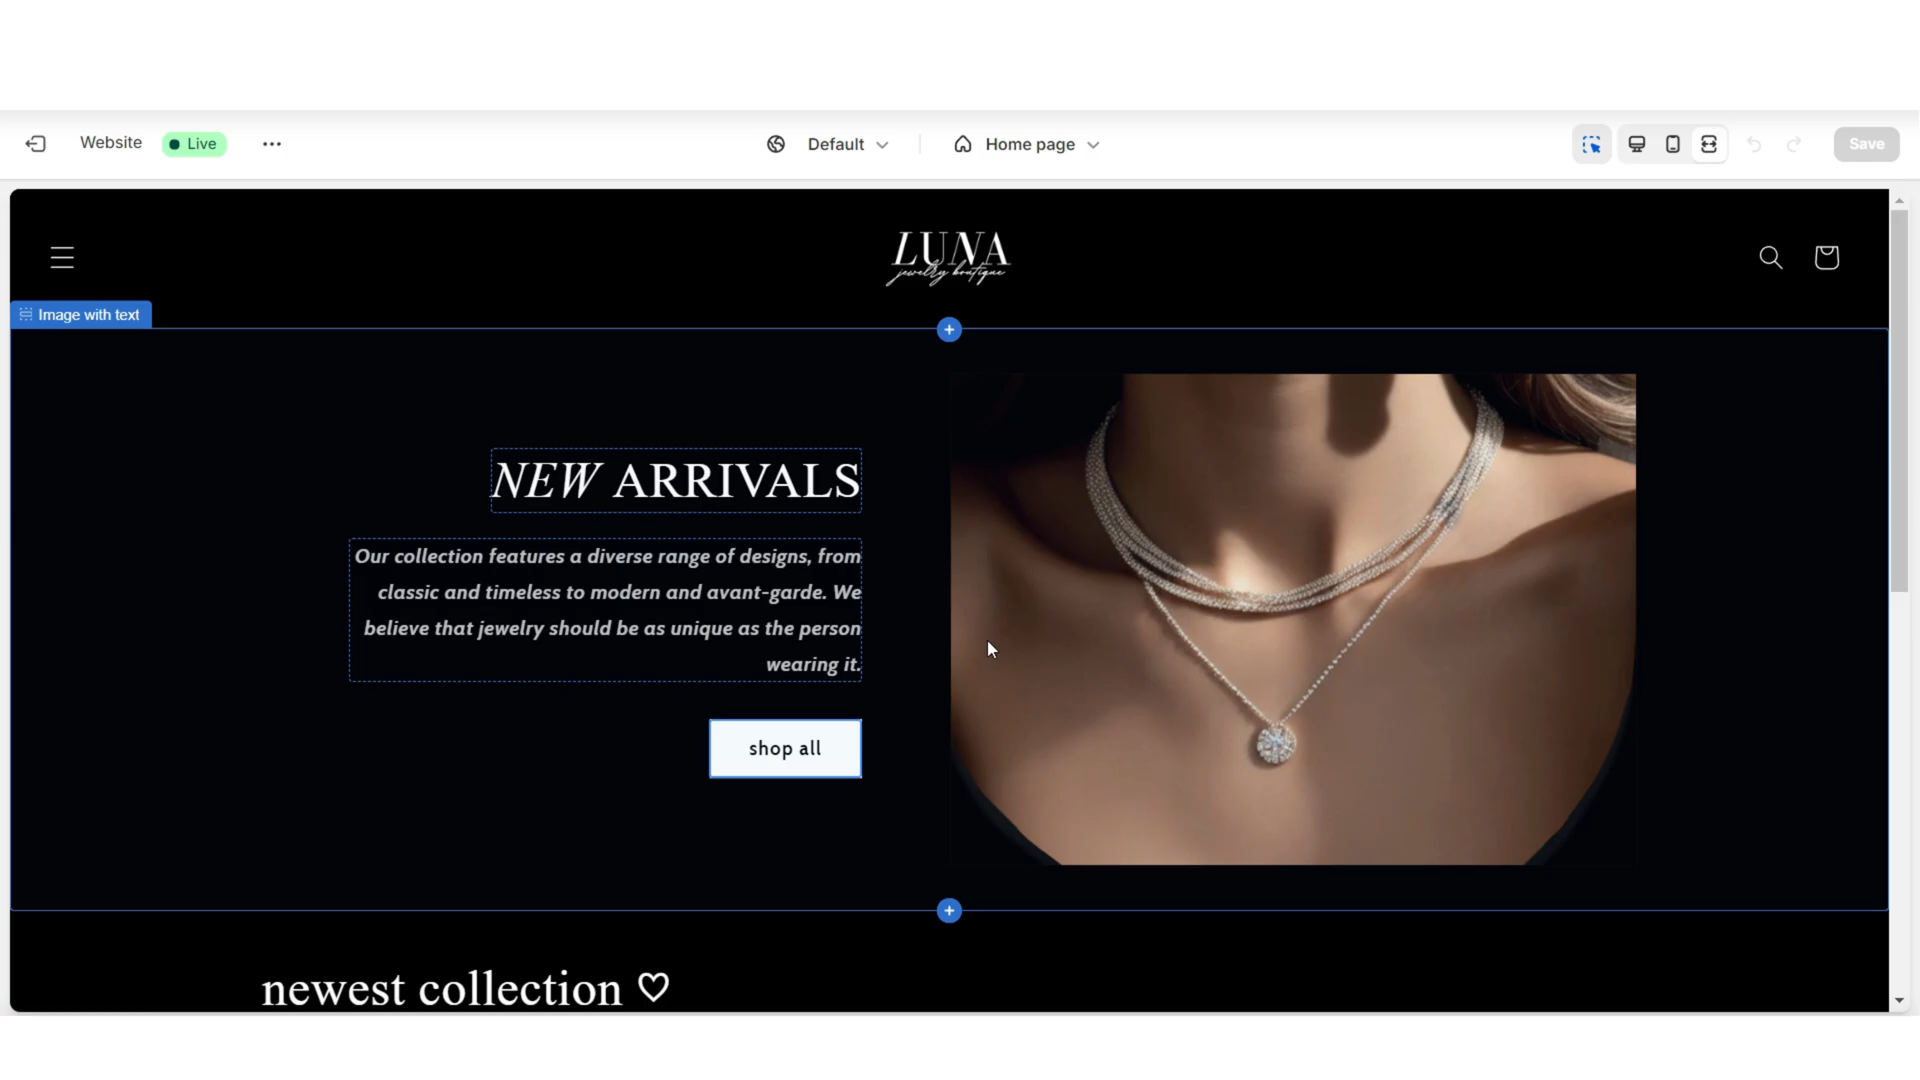 Website
Live
Default
Home page
Save
LUNA
jewelry boutique
Image with text
NEW ARRIVALS
Our collection features a diverse range of designs, from
classic and timeless to modern and avant-garde. We
believe that jewelry should be as unique as the person
wearing it.
shop all
newest collection ♡